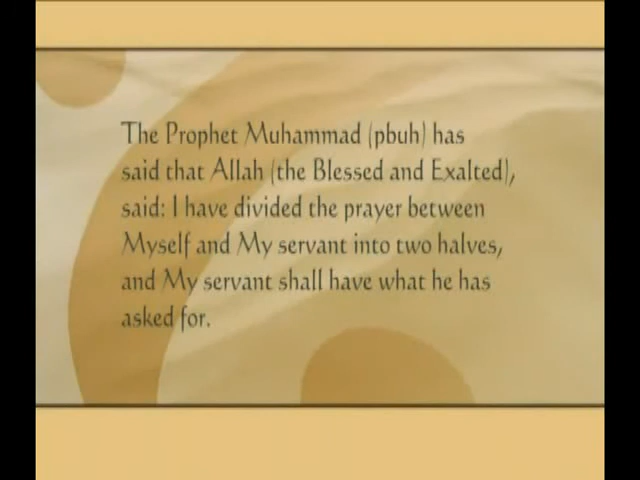 The Prophet Muhammad (pbuh) has
said that Allah (the Blessed and Exalted),
said: I have divided the prayer between
Myself and My servant into two halves,
and My servant shall have what he has
asked for.